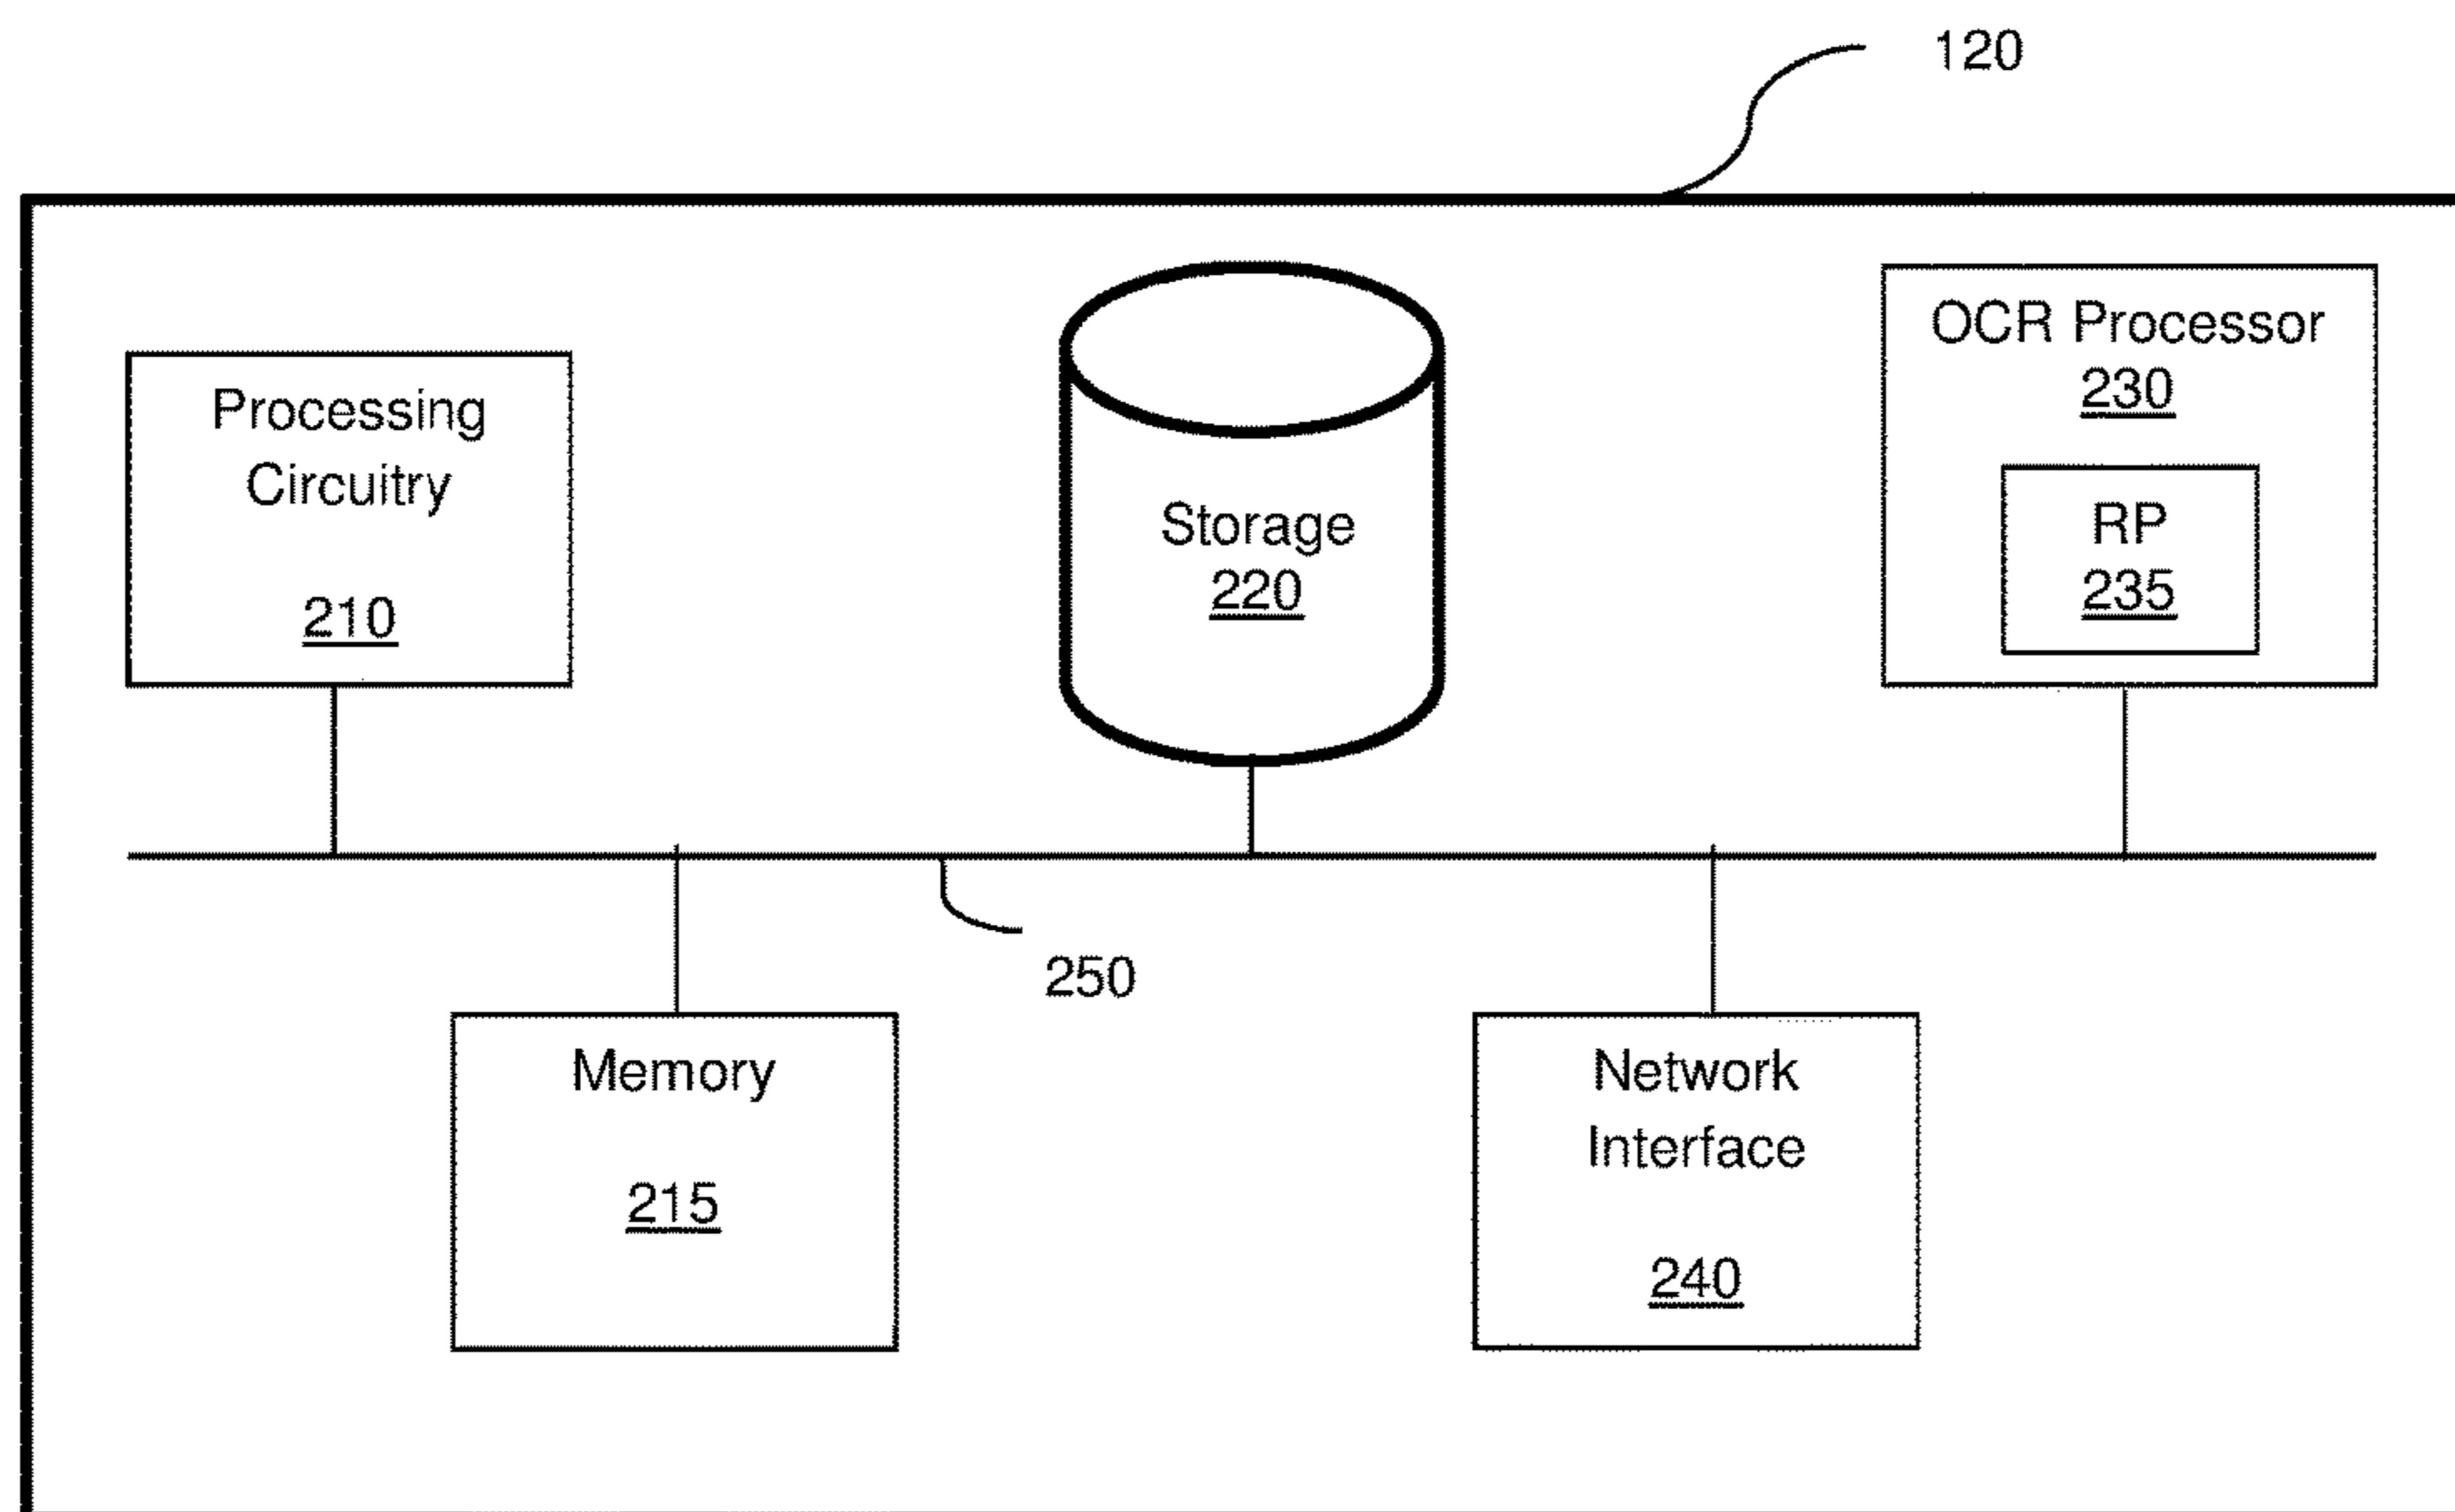 120
Processing
Circuitry
210
Storage
220
OCR Processor
230
RP
235
250
Memory
215
Network
Interface
240